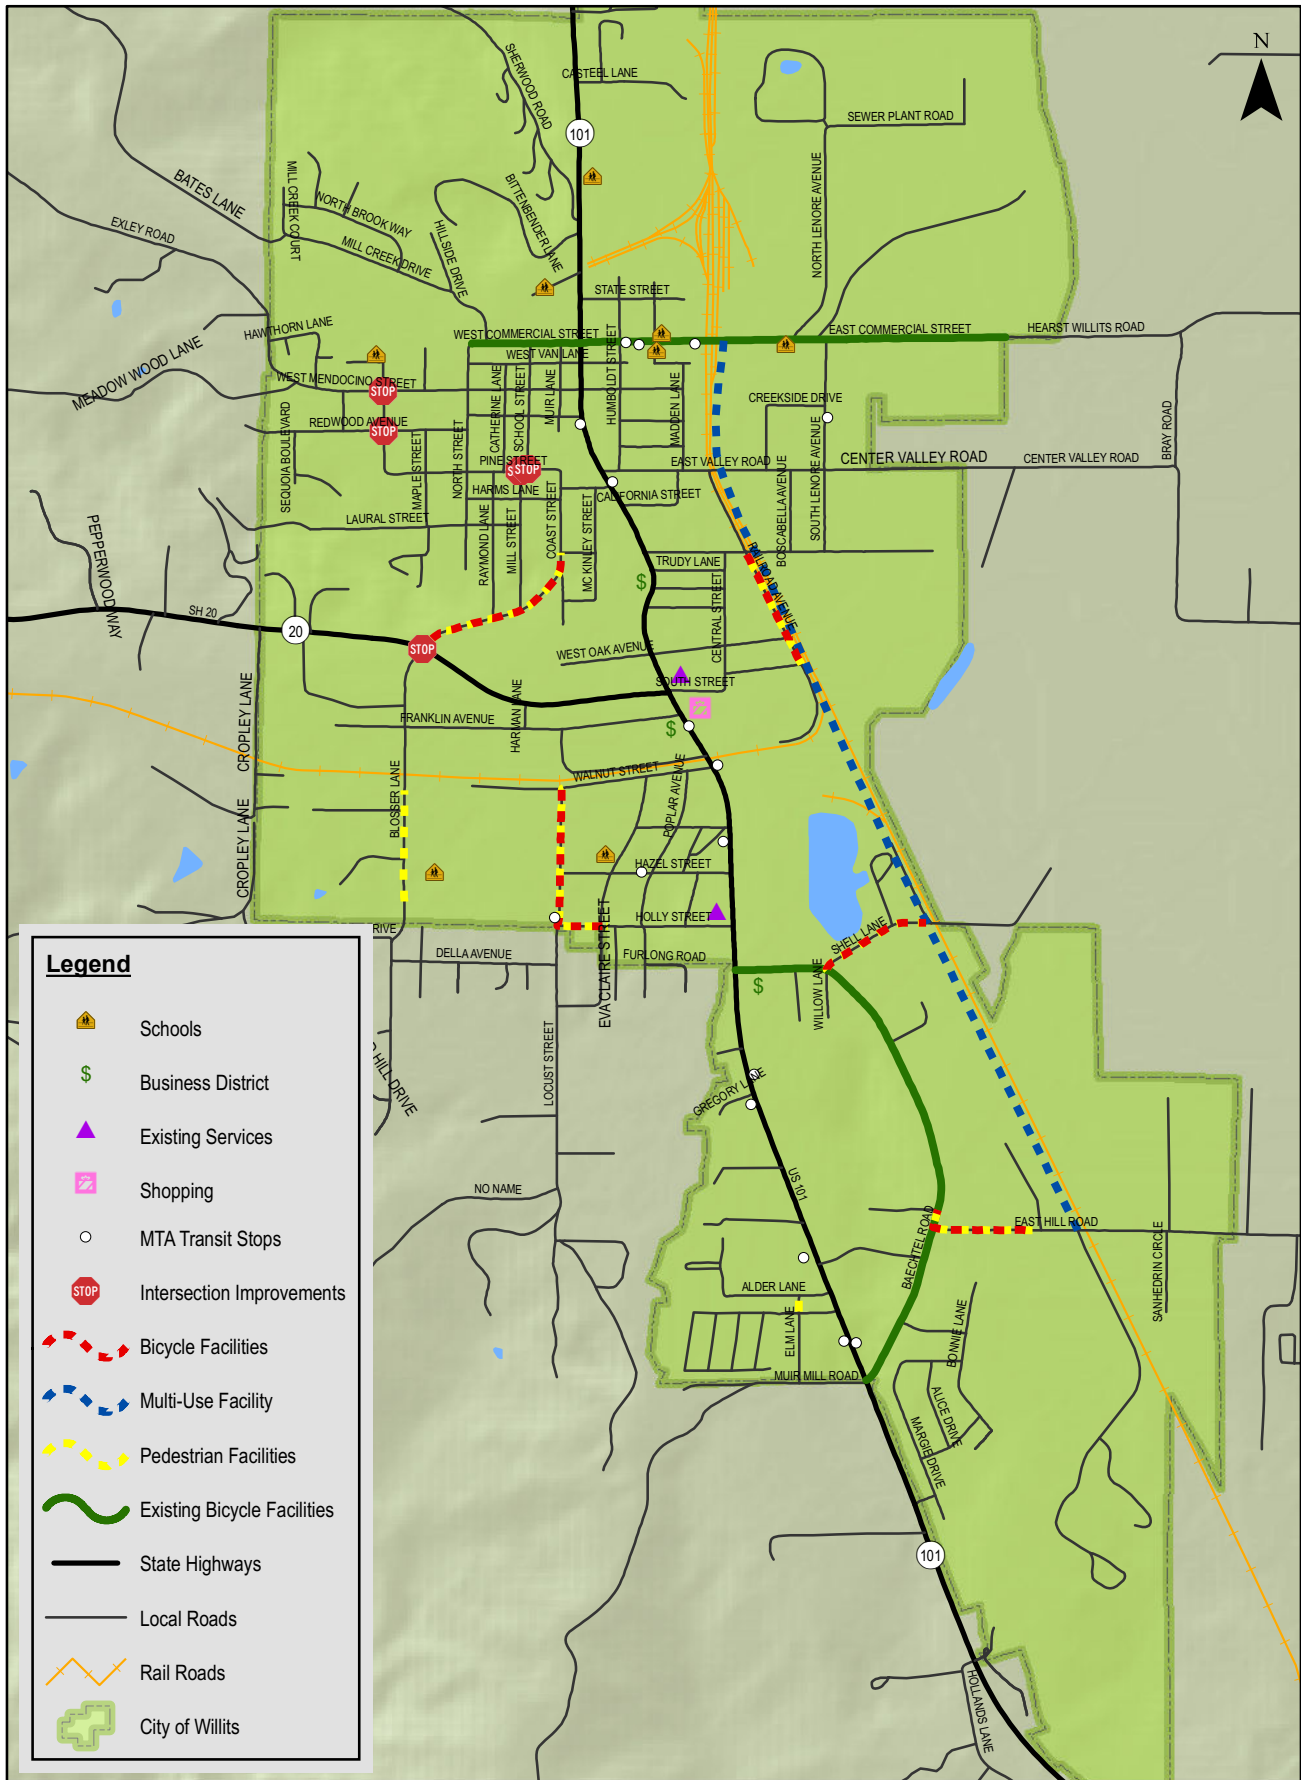 N
CASTEEL LANE
SHERWOOD ROAD
101
SEWER PLANT ROAD
NORTH LENORE AVENUE
BATES LANE
MILL CREEK COURT
NORTH BROOK WAY
BITTENBENDER LANE
EXLEY ROAD
MILL CREEK DRIVE
HILLSIDE DRIVE
STATE STREET
HAWTHORN LANE
WEST COMMERCIAL STREET
EAST COMMERCIAL STREET
HEARST WILLITS ROAD
WEST VAN LANE
HUMBOLDT STREET
MEADOW WOOD LANE
WEST MENDOCINO STREET
STOP
CATHERINE LANE
SCHOOL STREET
MUIR LANE
MADDEN LANE
CREEKSIDE DRIVE
REDWOOD AVENUE
STOP
SEQUOIA BOULEVARD
MAPLE STREET
NORTH STREET
BRAY ROAD
PINE STREET
S
STOP
EAST VALLEY ROAD
CENTER VALLEY ROAD
CENTER VALLEY ROAD
HARMS LANE
CALIFORNIA STREET
BOSCABELLA AVENUE
SOUTH LENORE AVENUE
LAURAL STREET
RAYMOND LANE
MILL STREET
COAST STREET
MC KINLEY STREET
PEPPERWOOD WAY
TRUDY LANE
RAILROAD AVENUE
$
CENTRAL STREET
SH 20
20
STOP
WEST OAK AVENUE
SOUTH STREET
CROPLEY LANE
FRANKLIN AVENUE
HARMAN LANE
$
WALNUT STREET
POPLAR AVENUE
BLOSSER LANE
CROPLEY LANE
HAZEL STREET
HOLLY STREET
EVA CLAIRE STREET
SHELL LANE
RIVE
DELLA AVENUE
FURLONG ROAD
WILLOW LANE
$
LOCUST STREET
HILL DRIVE
GREGORY LANE
NO NAME
US 101
BAECHTEL ROAD
EAST HILL ROAD
SANHEDRIN CIRCLE
ALDER LANE
ELM LANE
BONNIE LANE
MUIR MILL ROAD
ALICE DRIVE
MARGIE DRIVE
101
HOLLANDS LANE
Legend
Schools
$ Business District
Existing Services
Shopping
MTA Transit Stops
STOP Intersection Improvements
Bicycle Facilities
Multi-Use Facility
Pedestrian Facilities
Existing Bicycle Facilities
State Highways
Local Roads
Rail Roads
City of Willits